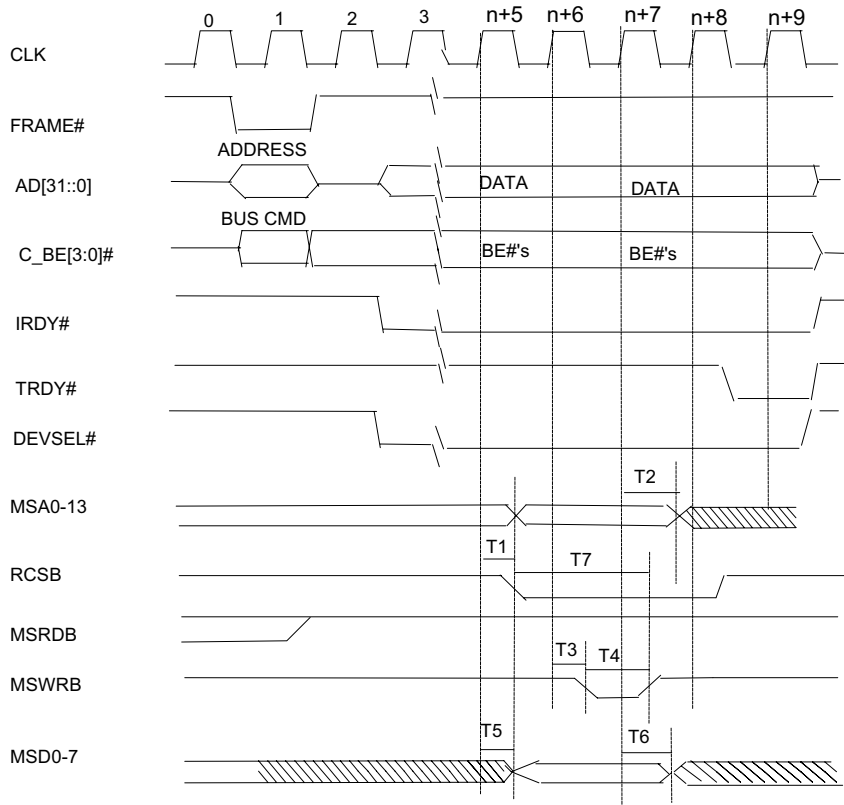 0 1 2 3 n+5 n+6 n+7 n+8 n+9
CLK
FRAME#
ADDRESS
AD[31::0]
DATA DATA
BUS CMD
C_BE[3:0]#
BE#'s BE#'s
IRDY#
TRDY#
DEVSEL#
T2
MSA0-13
T1 T7
RCSB
MSRDB
T3 T4
MSWRB
T5 T6
MSD0-7